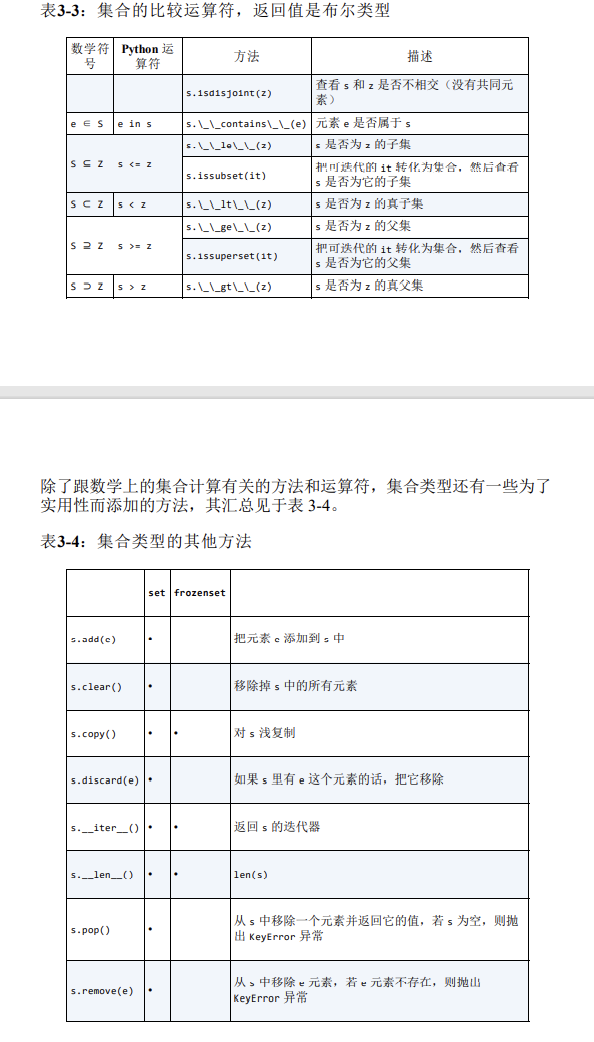 表3-3：集合的比较运算符，返回值是布尔类型
数学符 Python 运 方法 描述
号 算符
s.isdisjoint(z) 查看 s 和 z 是否不相交（没有共同元
素）
e ∈ S e in s s.\_\_contains\_\_(e) 元素 e 是否属于 s
S ⊆ Z s <= z s.\_\_le\_\_(z) s 是否为 z 的子集
s.issubset(it) 把可迭代的 it 转化为集合，然后查看
s 是否为它的子集
S ⊂ Z s < z s.\_\_lt\_\_(z) s 是否为 z 的真子集
S ⊇ Z s >= z s.\_\_ge\_\_(z) s 是否为 z 的父集
s.issuperset(it) 把可迭代的 it 转化为集合，然后查看
s 是否为它的父集
S ⊃ Z s > z s.\_\_gt\_\_(z) s 是否为 z 的真父集
除了跟数学上的集合计算有关的方法和运算符，集合类型还有一些为了
实用性而添加的方法，其汇总见于表 3-4。
表3-4：集合类型的其他方法
set frozenset
s.add(e) • 把元素 e 添加到 s 中
s.clear() • 移除掉 s 中的所有元素
s.copy() • • 对 s 浅复制
s.discard(e) • 如果 s 里有 e 这个元素的话，把它移除
s.__iter__() • • 返回 s 的迭代器
s.__len__() • • len(s)
s.pop() • 从 s 中移除一个元素并返回它的值，若 s 为空，则抛
出 KeyError 异常
s.remove(e) • 从 s 中移除 e 元素，若 e 元素不存在，则抛出
KeyError 异常